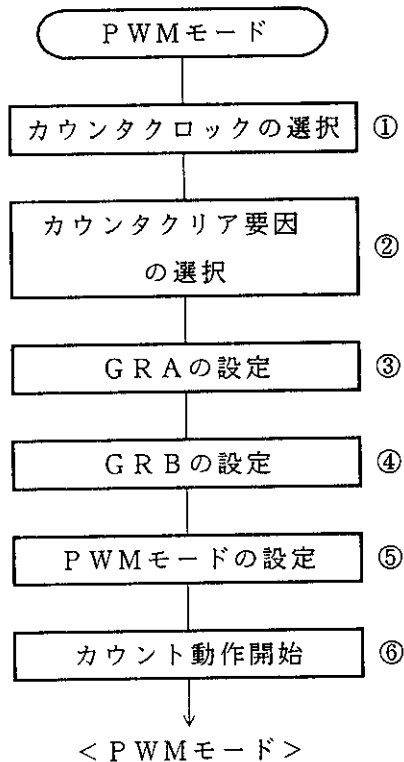 PWMモード
カウンタクロックの選択 ①
カウンタクリア要因
の選択 ②
GRAの設定 ③
GRBの設定 ④
PWMモードの設定 ⑤
カウント動作開始 ⑥
<PWMモード>